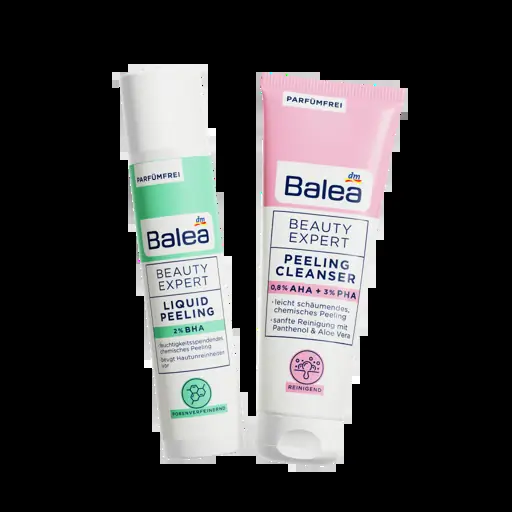 PARFÜMFREI
dm
Balea
BEAUTY
EXPERT
LIQUID
PEELING
2% BHA
feuchtigkeitsspendendes,
chemisches Peeling
beugt Hautunreinheiten
vor
PORENVERFEINERND
PARFÜMFREI
dm
Balea
BEAUTY
EXPERT
PEELING
CLEANSER
0,8% AHA + 3% PHA
• leicht schäumendes,
chemisches Peeling
• sanfte Reinigung mit
Panthenol & Aloe Vera
REINIGEND